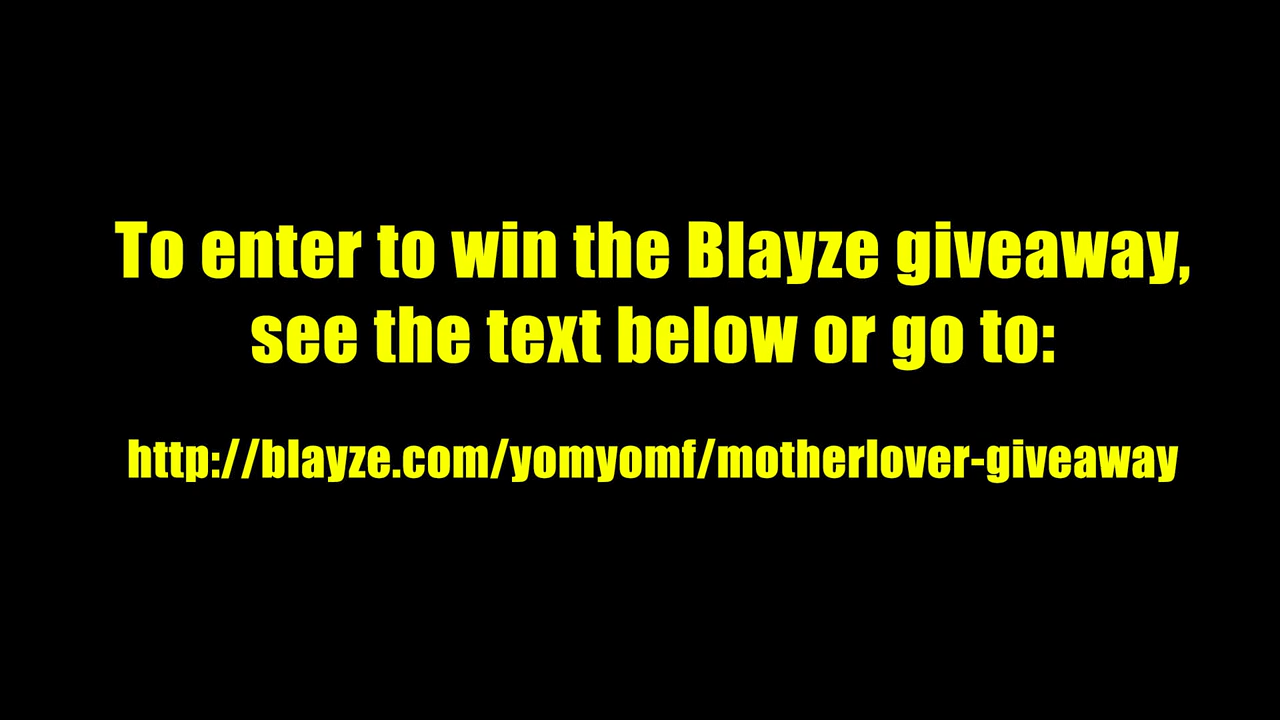 To enter to win the Blayze giveaway,
see the text below or go to:
http://blayze.com/yomyomf/motherlover-giveaway